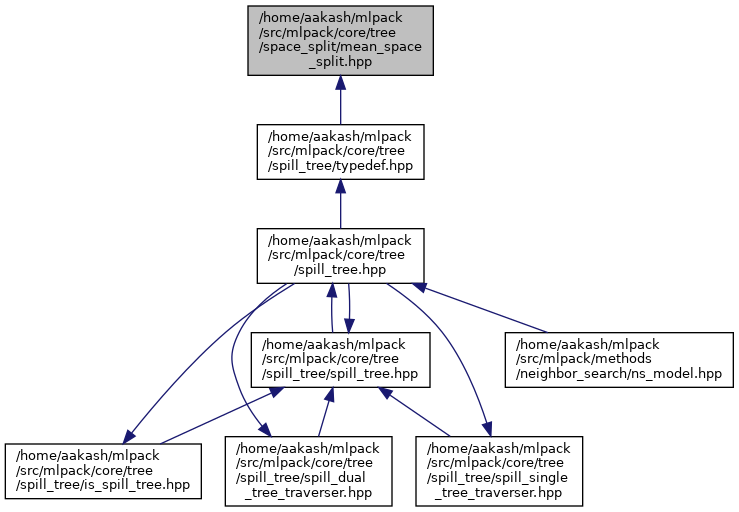 /home/aakash/mlpack
/src/mlpack/core/tree
/space_split/mean_space
_split.hpp
/home/aakash/mlpack
/src/mlpack/core/tree
/spill_tree/typedef.hpp
/home/aakash/mlpack
/src/mlpack/core/tree
/spill_tree.hpp
/home/aakash/mlpack
/src/mlpack/core/tree
/spill_tree/spill_tree.hpp
/home/aakash/mlpack
/src/mlpack/methods
/neighbor_search/ns_model.hpp
/home/aakash/mlpack
/src/mlpack/core/tree
/spill_tree/is_spill_tree.hpp
/home/aakash/mlpack
/src/mlpack/core/tree
/spill_tree/spill_dual
_tree_traverser.hpp
/home/aakash/mlpack
/src/mlpack/core/tree
/spill_tree/spill_single
_tree_traverser.hpp